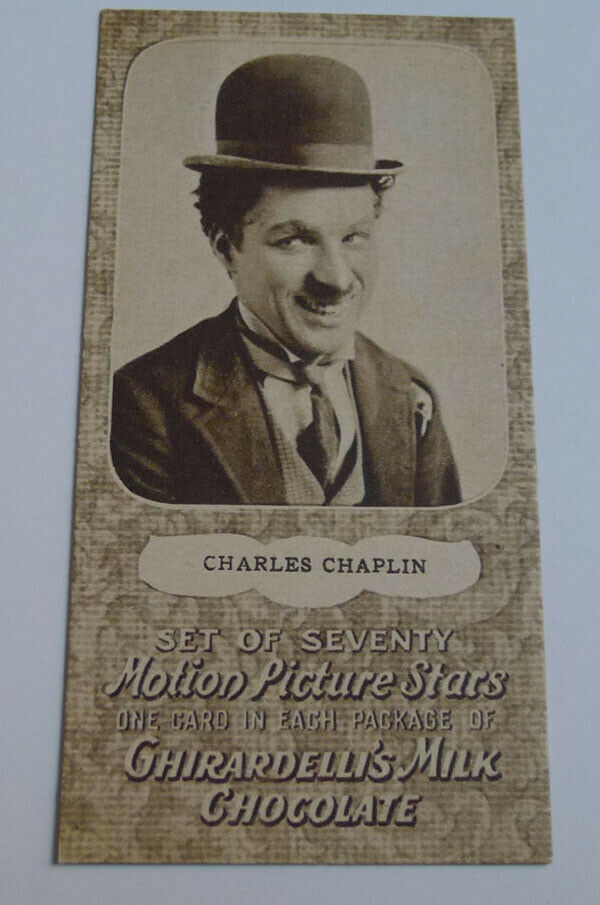 CHARLES CHAPLIN
SET OF SEVENTY
Motion Picture Stars
ONE CARD IN EACH PACKAGE OF
GHIRARDELLI'S MILK
CHOCOLATE